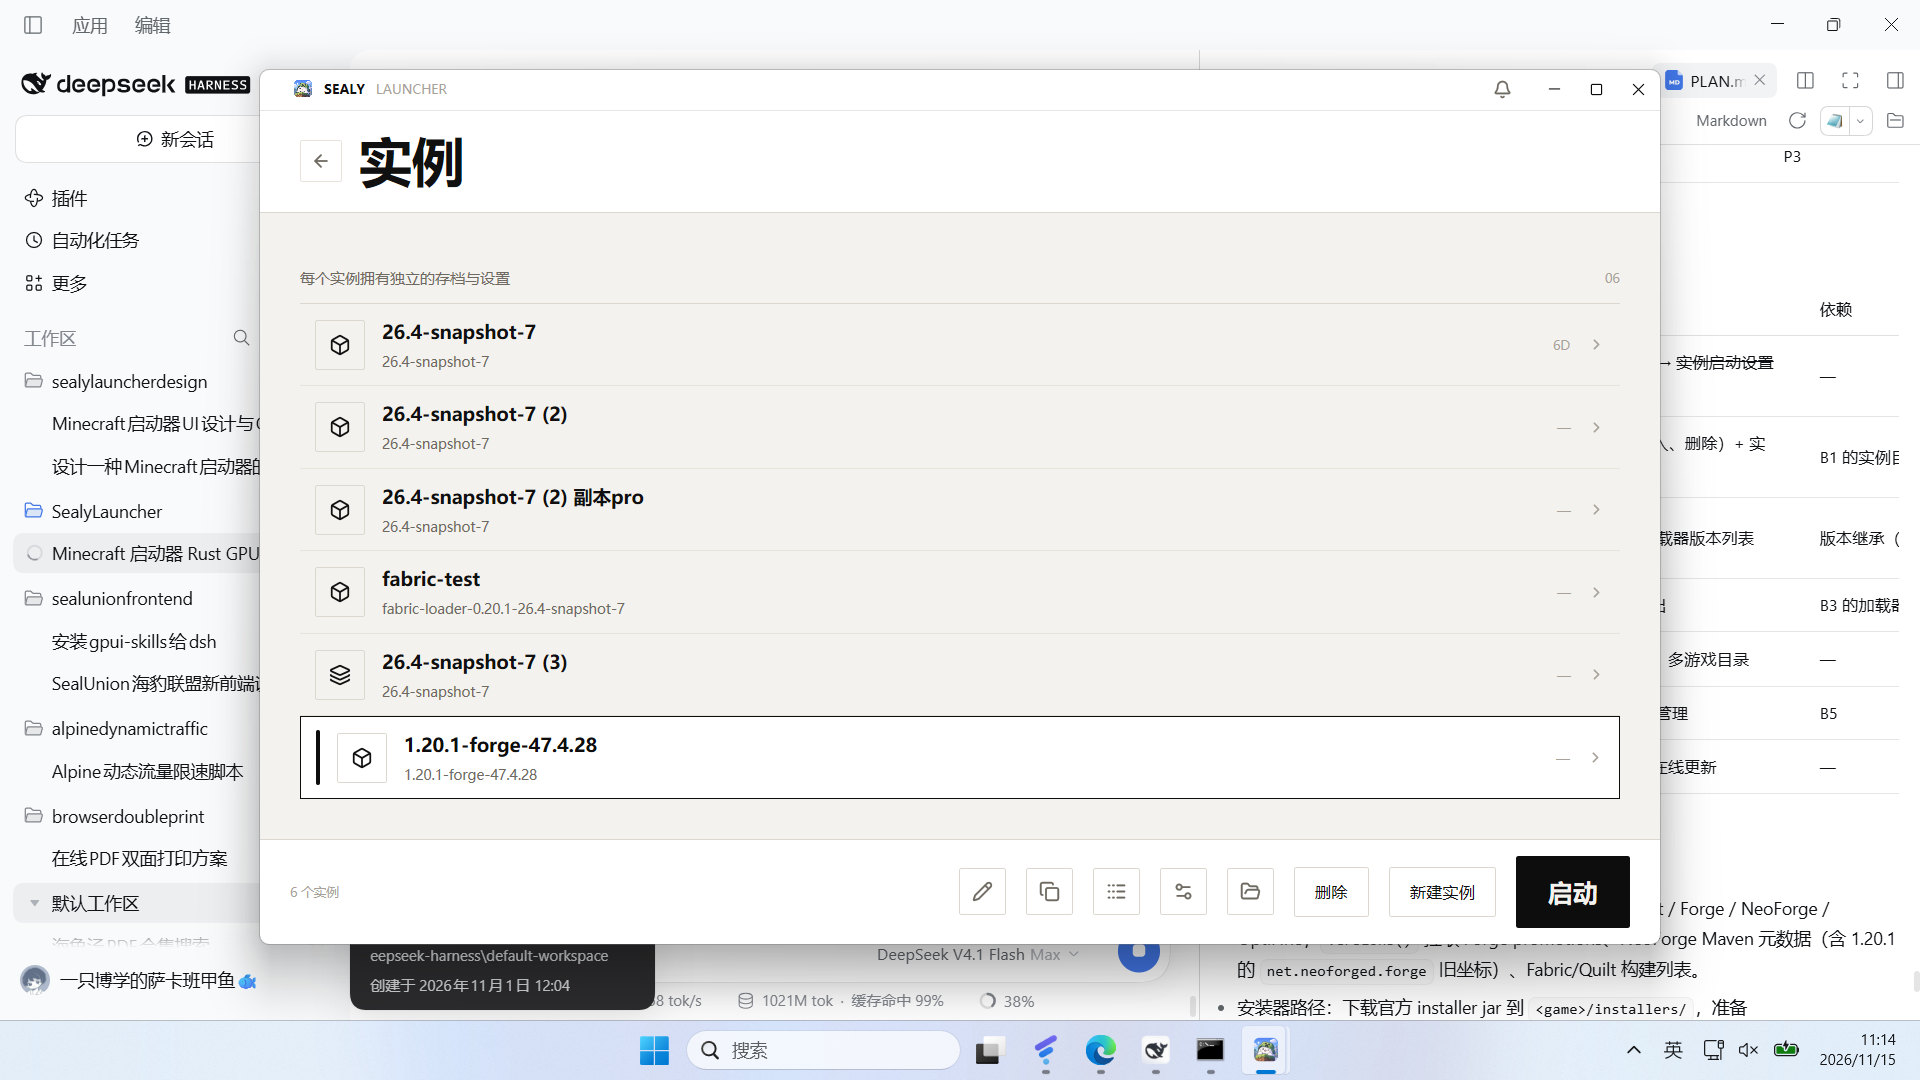 应用 编辑
deepseek HARNESS
新会话
插件
自动化任务
更多
工作区
sealylauncherdesign
Minecraft启动器UI设计与
设计一种Minecraft启动器的
SealyLauncher
Minecraft 启动器 Rust GPU
sealunionfrontend
安装gpui-skills给dsh
SealUnion海豹联盟新前端
alpinedynamictraffic
Alpine动态流量限速脚本
browserdoubleprint
在线PDF双面打印方案
默认工作区
一只博学的萨卡班甲鱼
SEALY LAUNCHER
实例
每个实例拥有独立的存档与设置 06
26.4-snapshot-7
26.4-snapshot-7
6D
26.4-snapshot-7 (2)
26.4-snapshot-7
—
26.4-snapshot-7 (2) 副本pro
26.4-snapshot-7
—
fabric-test
fabric-loader-0.20.1-26.4-snapshot-7
—
26.4-snapshot-7 (3)
26.4-snapshot-7
—
1.20.1-forge-47.4.28
1.20.1-forge-47.4.28
—
6 个实例
删除 新建实例 启动
eepseek-harness\default-workspace
创建于 2026年11月1日 12:04
DeepSeek V4.1 Flash Max
8 tok/s 1021M tok · 缓存命中 99% 38%
MD PLAN.m
Markdown
P3
依赖
→ 实例启动设置 —
、删除）+ 实
B1 的实例目
载器版本列表 版本继承（
B3 的加载器
多游戏目录 —
管理 B5
在线更新 —
/ Forge / NeoForge /
Maven 元数据（含 1.20.1
的 net.neoforged.forge 旧坐标）、Fabric/Quilt 构建列表。
• 安装器路径：下载官方 installer jar 到 <game>/installers/ ，准备
搜索
英
11:14
2026/11/15